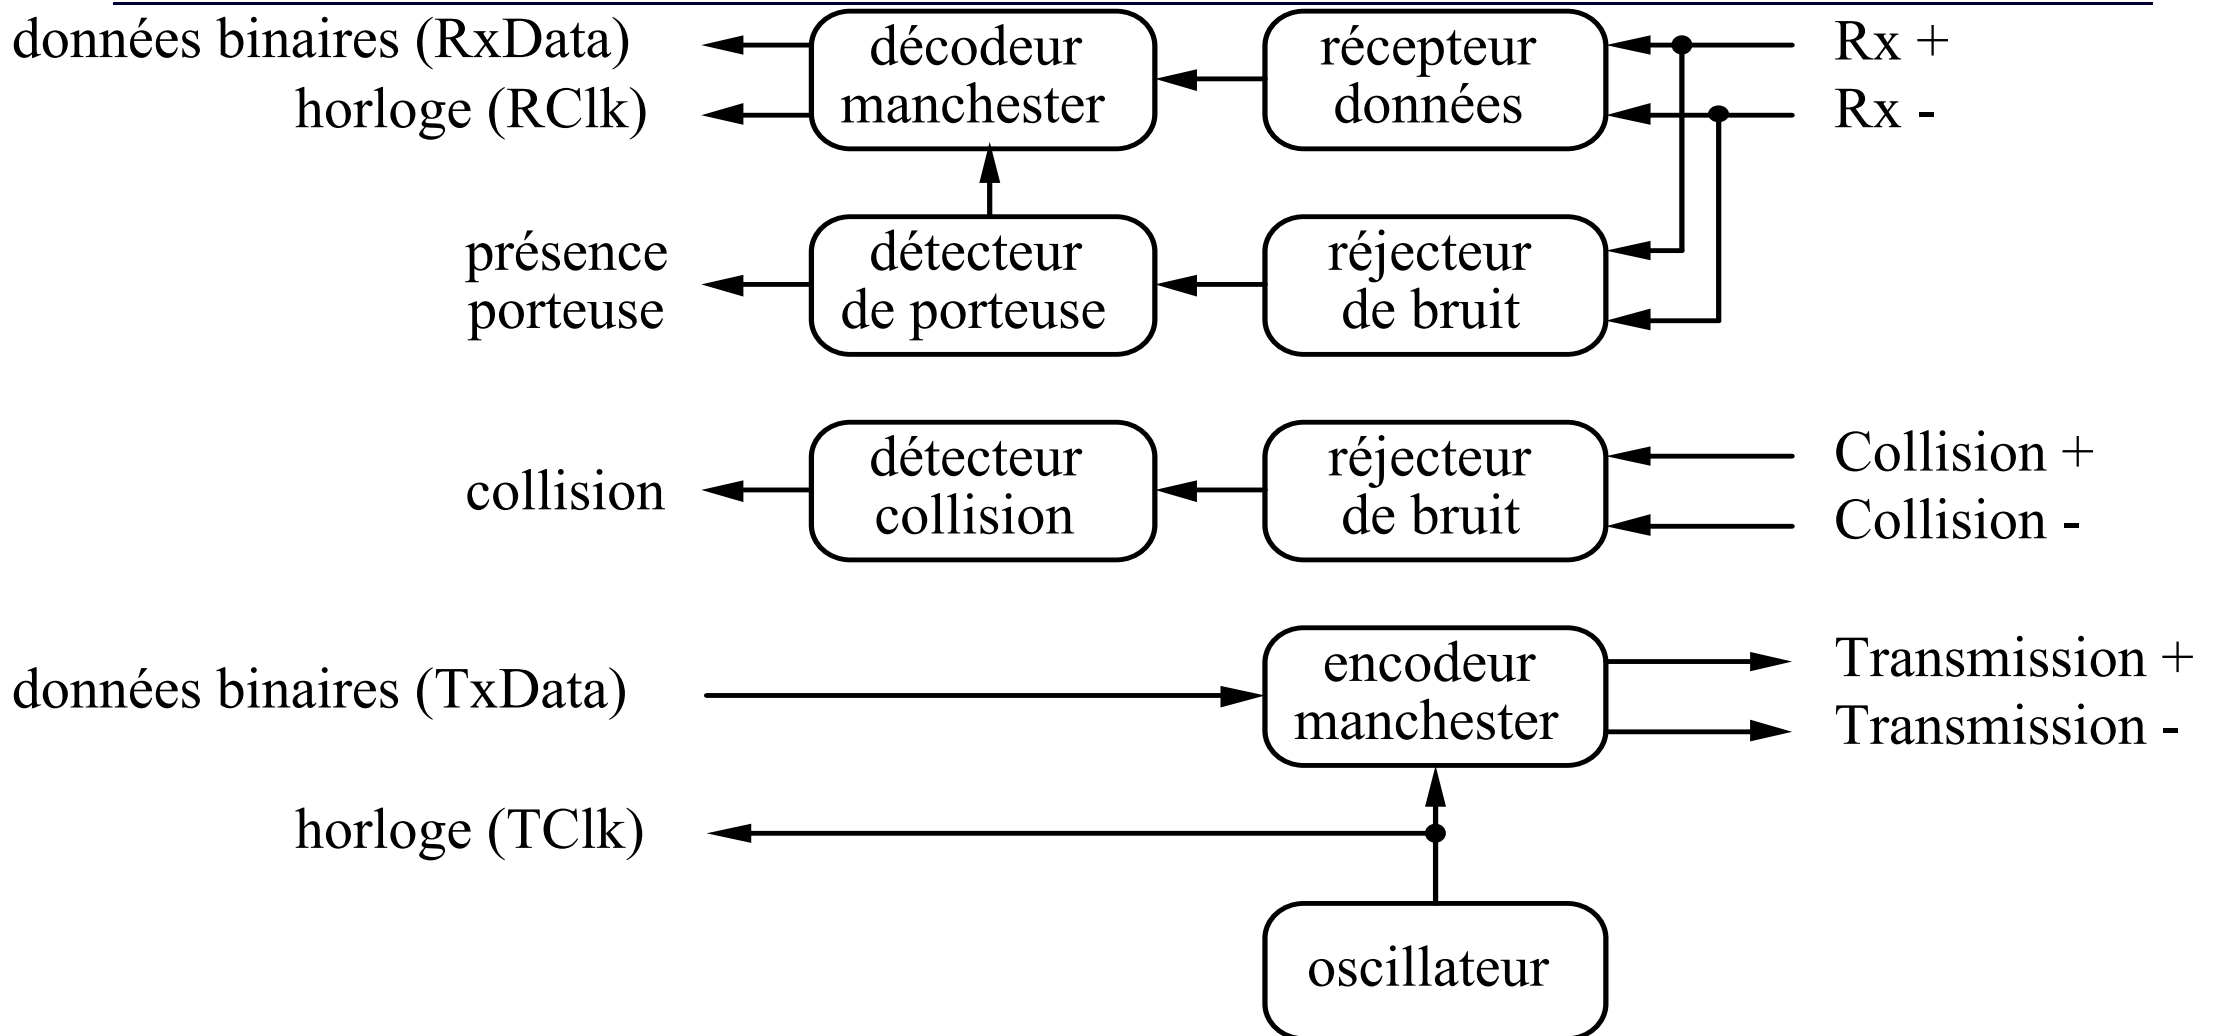 données binaires (RxData)
horloge (RClk)
décodeur
manchester
récepteur
données
Rx +
Rx -
présence
porteuse
détecteur
de porteuse
réjecteur
de bruit
collision
détecteur
collision
réjecteur
de bruit
Collision +
Collision -
données binaires (TxData)
encodeur
manchester
Transmission +
Transmission -
horloge (TClk)
oscillateur